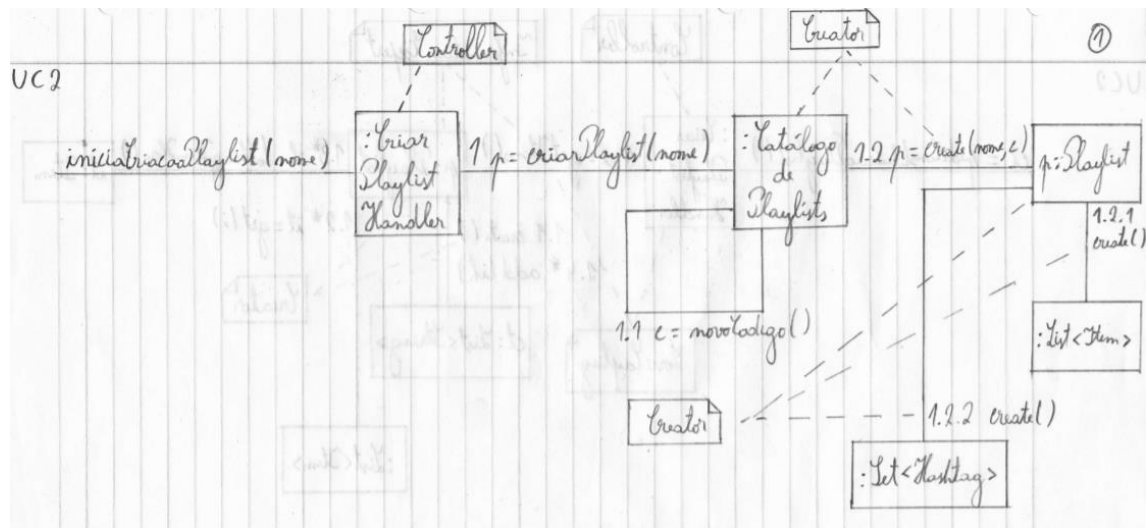 Controller
Creator
1
UC2
iniciaCriacaoPlaylist(nome)
:Criar
Playlist
Handler
1 p = criarPlaylist(nome)
:Catálogo
de
Playlists
1.2 p = create(nome, c)
p:Playlist
1.2.1
create()
1.1 c = novoCodigo()
:List<Item>
Creator
1.2.2 create()
:Set<Hashtag>